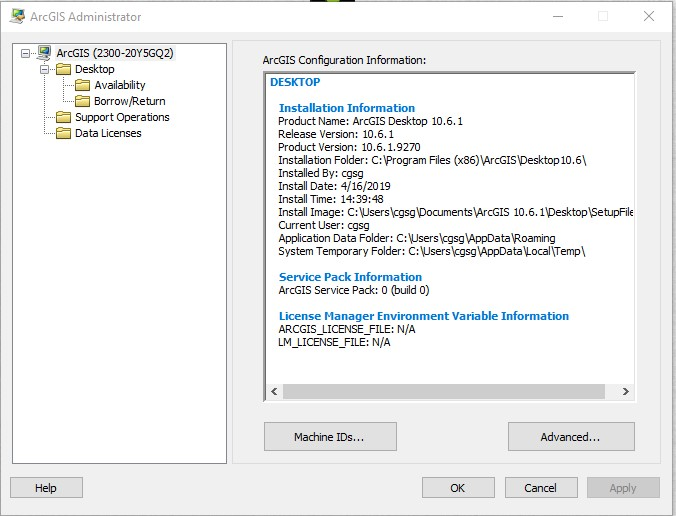 ArcGIS Administrator
ArcGIS (2300-20Y5GQ2)
Desktop
Availability
Borrow/Return
Support Operations
Data Licenses
ArcGIS Configuration Information:
DESKTOP
Installation Information
Product Name: ArcGIS Desktop 10.6.1
Release Version: 10.6.1
Product Version: 10.6.1.9270
Installation Folder: C:\Program Files (x86)\ArcGIS\Desktop10.6\
Installed By: cgsg
Install Date: 4/16/2019
Install Time: 14:39:48
Install Image: C:\Users\cgsg\Documents\ArcGIS 10.6.1\Desktop\SetupFile
Current User: cgsg
Application Data Folder: C:\Users\cgsg\AppData\Roaming
System Temporary Folder: C:\Users\cgsg\AppData\Local\Temp\
Service Pack Information
ArcGIS Service Pack: 0 (build 0)
License Manager Environment Variable Information
ARCGIS_LICENSE_FILE: N/A
LM_LICENSE_FILE: N/A
Machine IDs...
Advanced...
Help
OK
Cancel
Apply